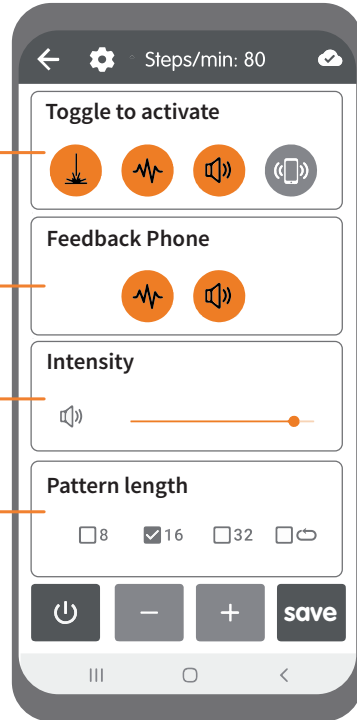 Steps/min: 80
Toggle to activate
Feedback Phone
Intensity
Pattern length
8 16 32
save